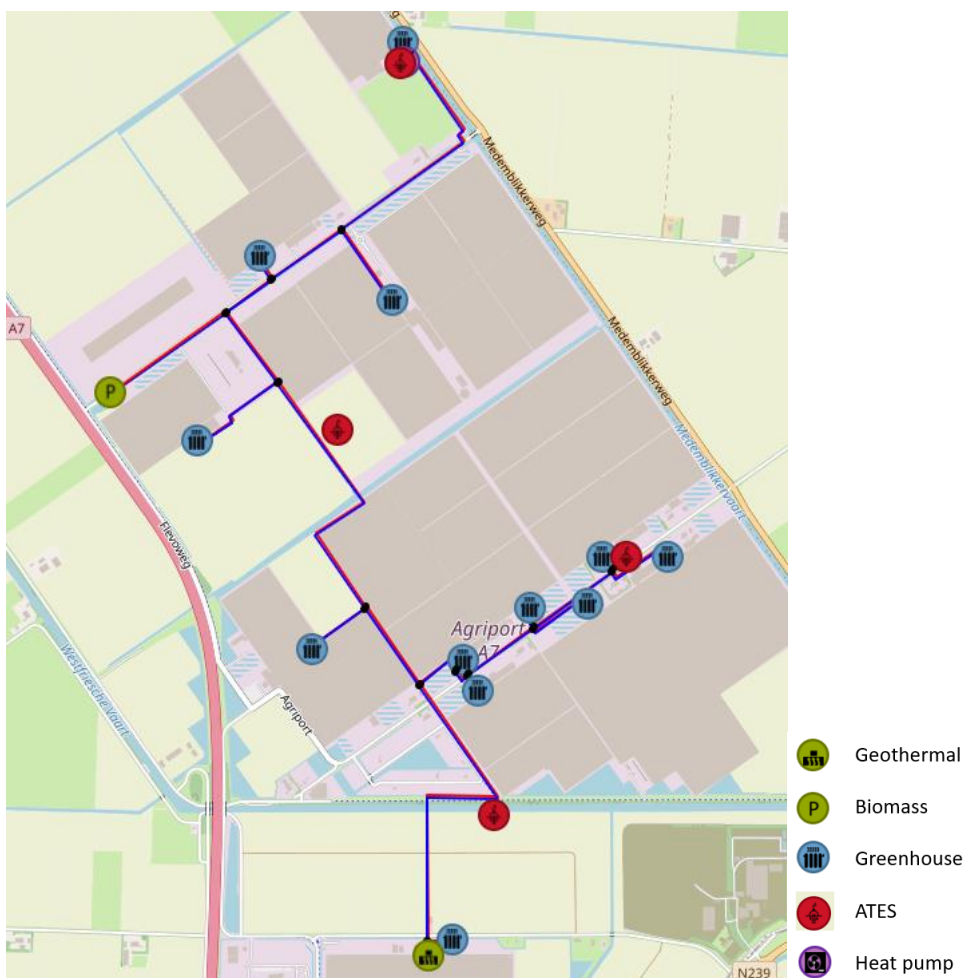 g
Medemblikkerweg
A7
P
Medemblikkerweg
Medemblikkervaart
Flevoweg
Agriport
A7
Westfriesche Vaart
Agriport
Geothermal
P
Biomass
Greenhouse
ATES
Heat pump
N239